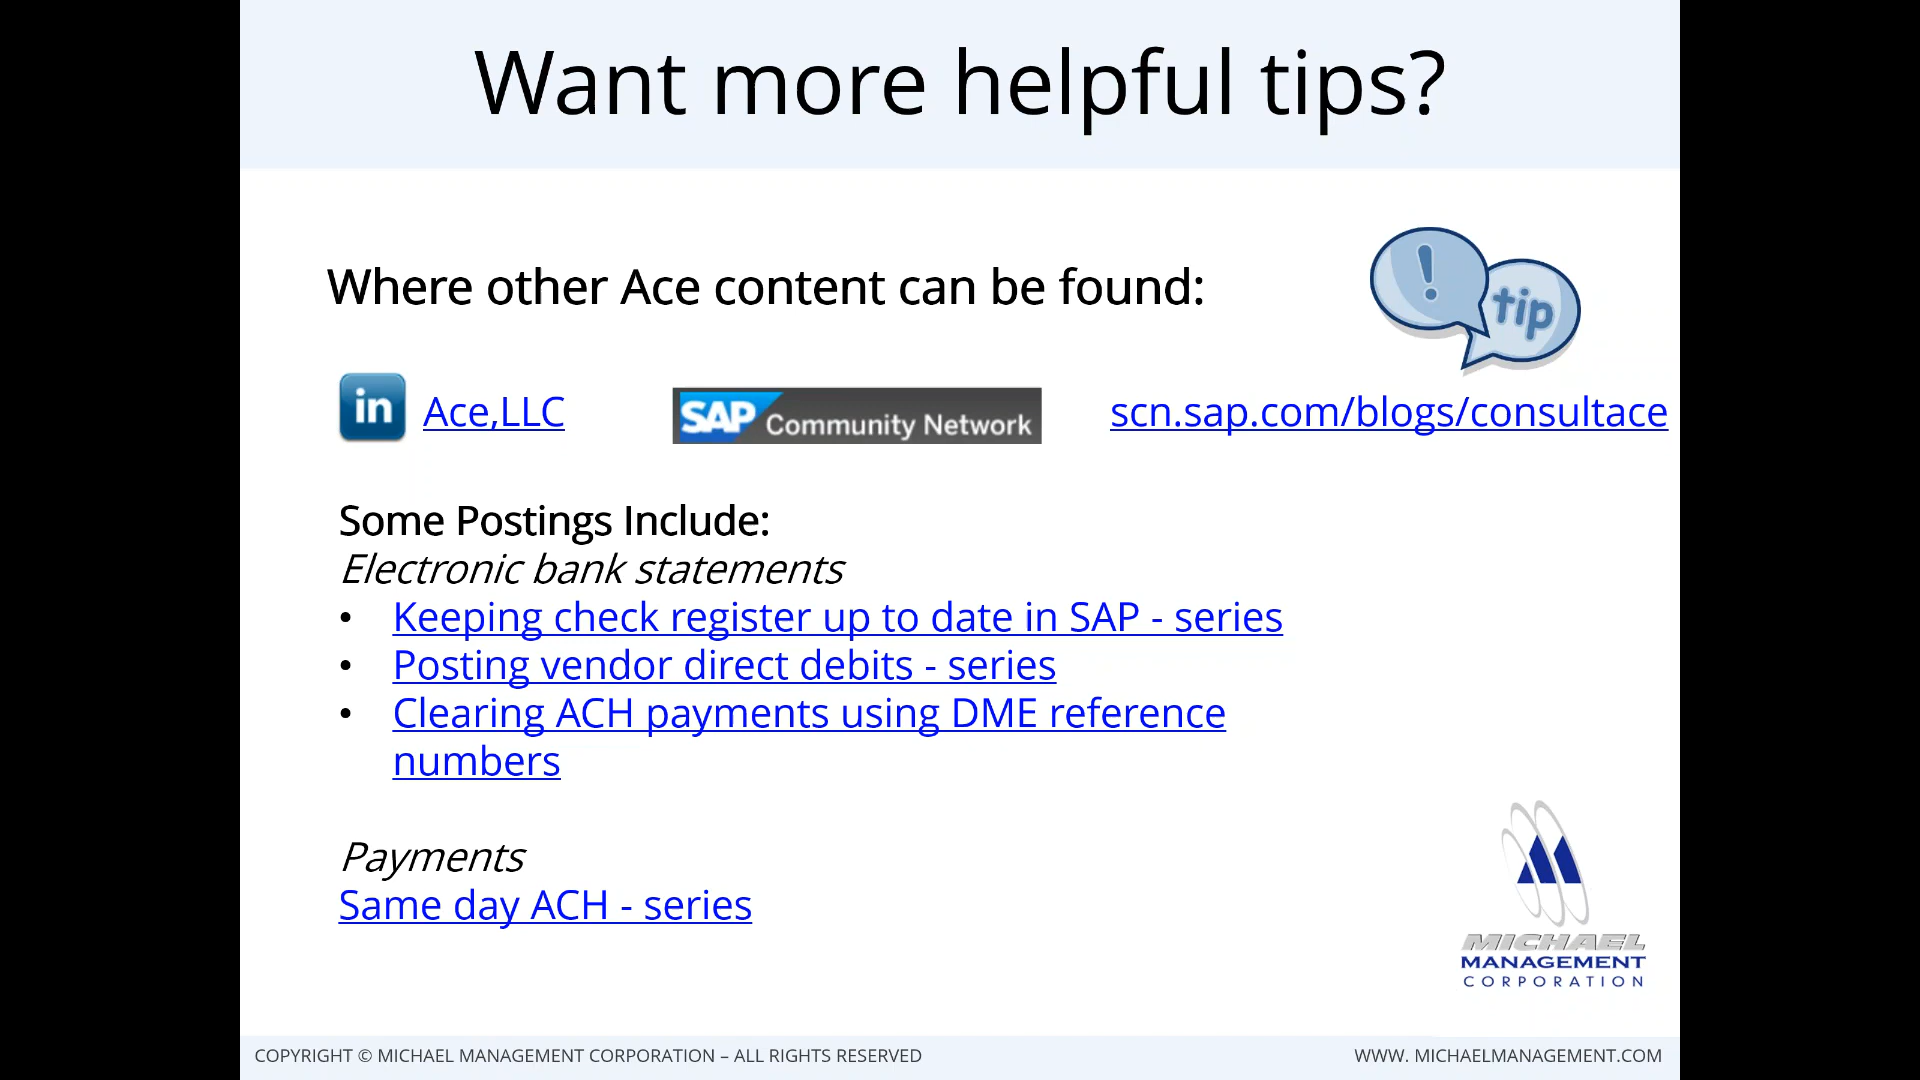 Want more helpful tips?
Where other Ace content can be found:
!
tip
in
Ace,LLC
SAP Community Network
scn.sap.com/blogs/consultace
Some Postings Include:
Electronic bank statements
• Keeping check register up to date in SAP - series
• Posting vendor direct debits - series
• Clearing ACH payments using DME reference
numbers
Payments
Same day ACH - series
MICHAEL
MANAGEMENT
CORPORATION
COPYRIGHT © MICHAEL MANAGEMENT CORPORATION – ALL RIGHTS RESERVED
WWW. MICHAELMANAGEMENT.COM